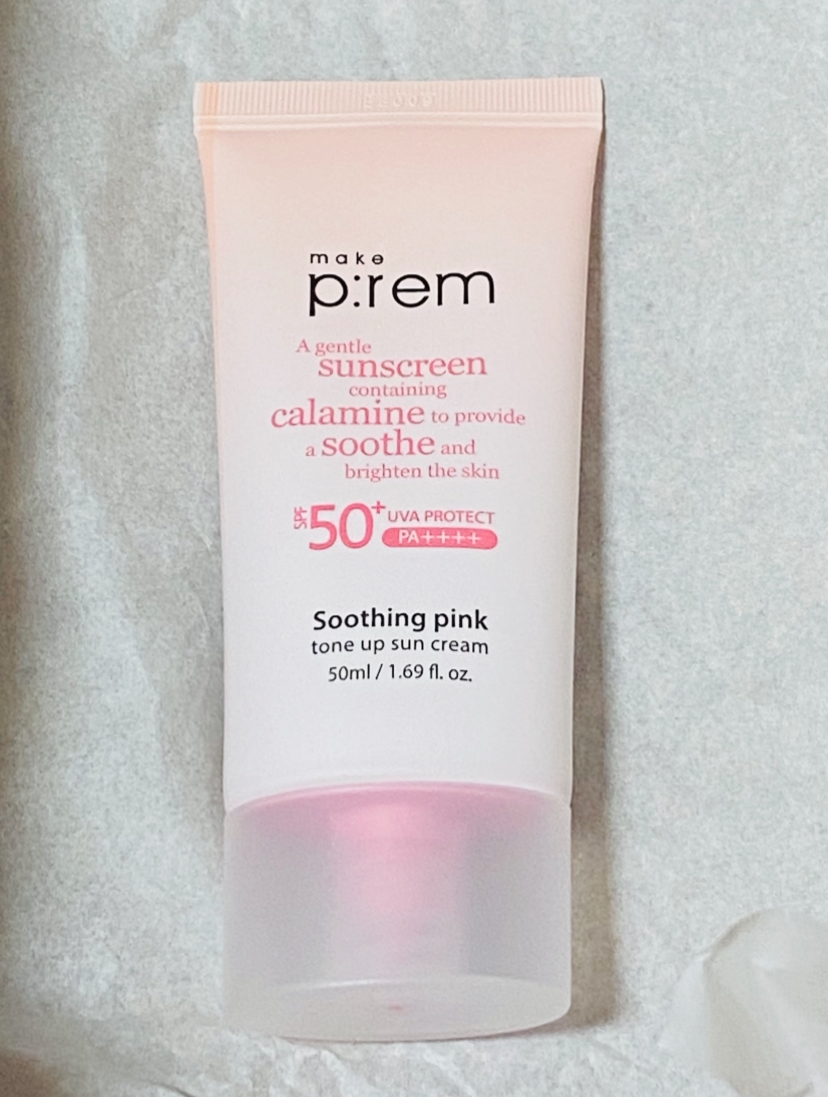 make
p:rem
A gentle
sunscreen
containing
calamine to provide
a soothe and
brighten the skin
SPF 50+ UVA PROTECT
PA++++
Soothing pink
tone up sun cream
50ml / 1.69 fl. oz.